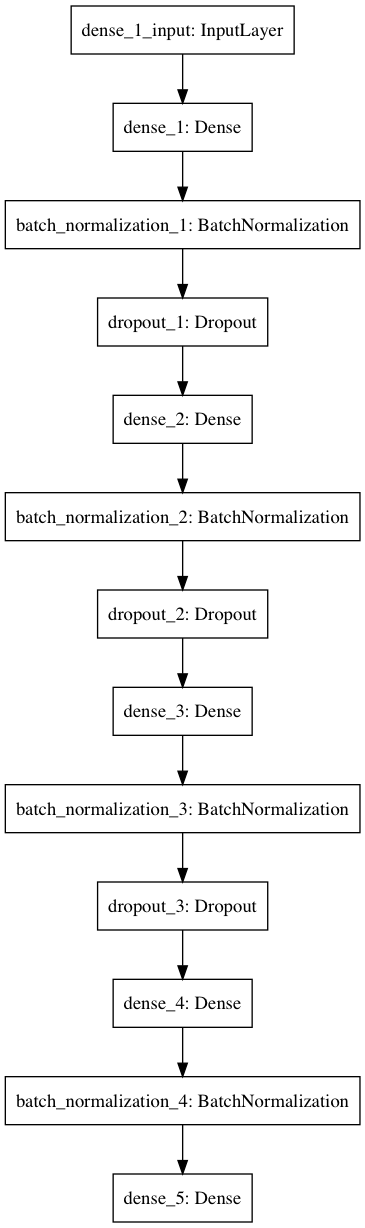 dense_1_input: InputLayer
dense_1: Dense
batch_normalization_1: BatchNormalization
dropout_1: Dropout
dense_2: Dense
batch_normalization_2: BatchNormalization
dropout_2: Dropout
dense_3: Dense
batch_normalization_3: BatchNormalization
dropout_3: Dropout
dense_4: Dense
batch_normalization_4: BatchNormalization
dense_5: Dense